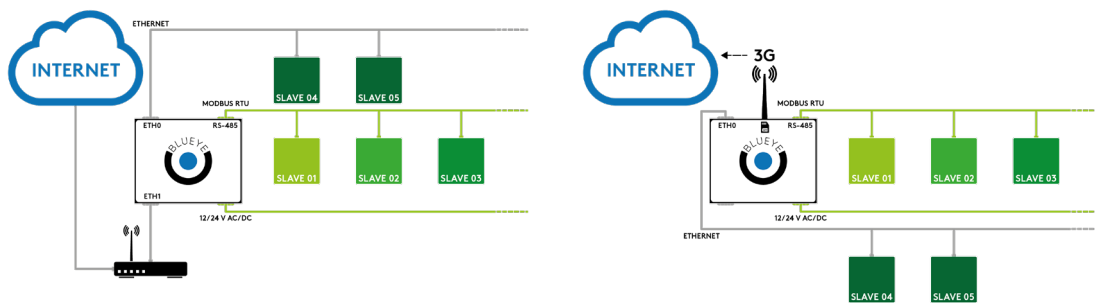 ETHERNET
INTERNET
SLAVE 04
SLAVE 05
MODBUS RTU
ETH0
RS-485
BLUEYE
SLAVE 01
SLAVE 02
SLAVE 03
ETH1
12/24 V AC/DC
INTERNET
3G
MODBUS RTU
ETH0
RS-485
BLUEYE
SLAVE 01
SLAVE 02
SLAVE 03
12/24 V AC/DC
ETHERNET
SLAVE 04
SLAVE 05